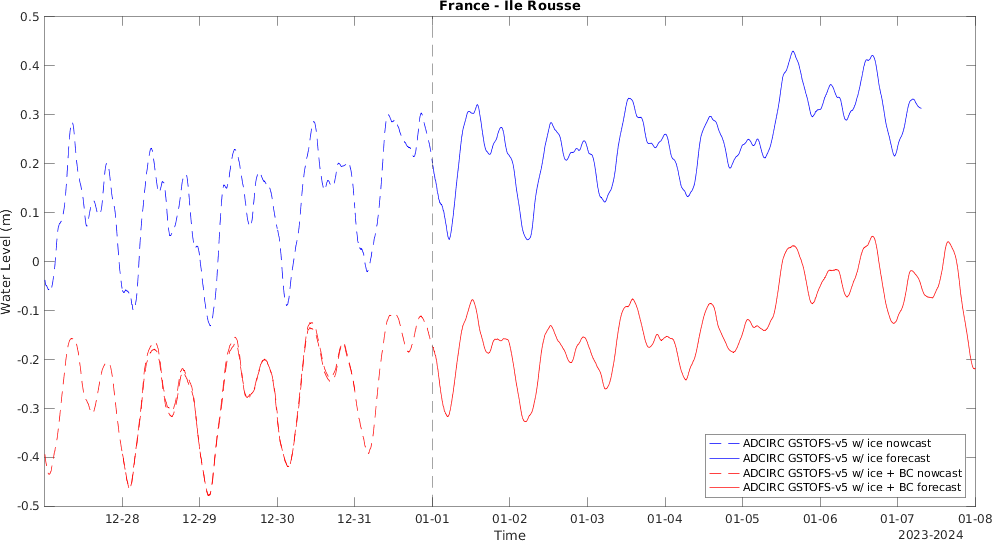 France - Ile Rousse
0.5
0.4
0.3
0.2
0.1
0
-0.1
-0.2
-0.3
-0.4
-0.5
Water Level (m)
ADCIRC GSTOFS-v5 w/ ice nowcast
ADCIRC GSTOFS-v5 w/ ice forecast
ADCIRC GSTOFS-v5 w/ ice + BC nowcast
ADCIRC GSTOFS-v5 w/ ice + BC forecast
12-28 12-29 12-30 12-31 01-01 01-02 01-03 01-04 01-05 01-06 01-07 01-08
Time
2023-2024